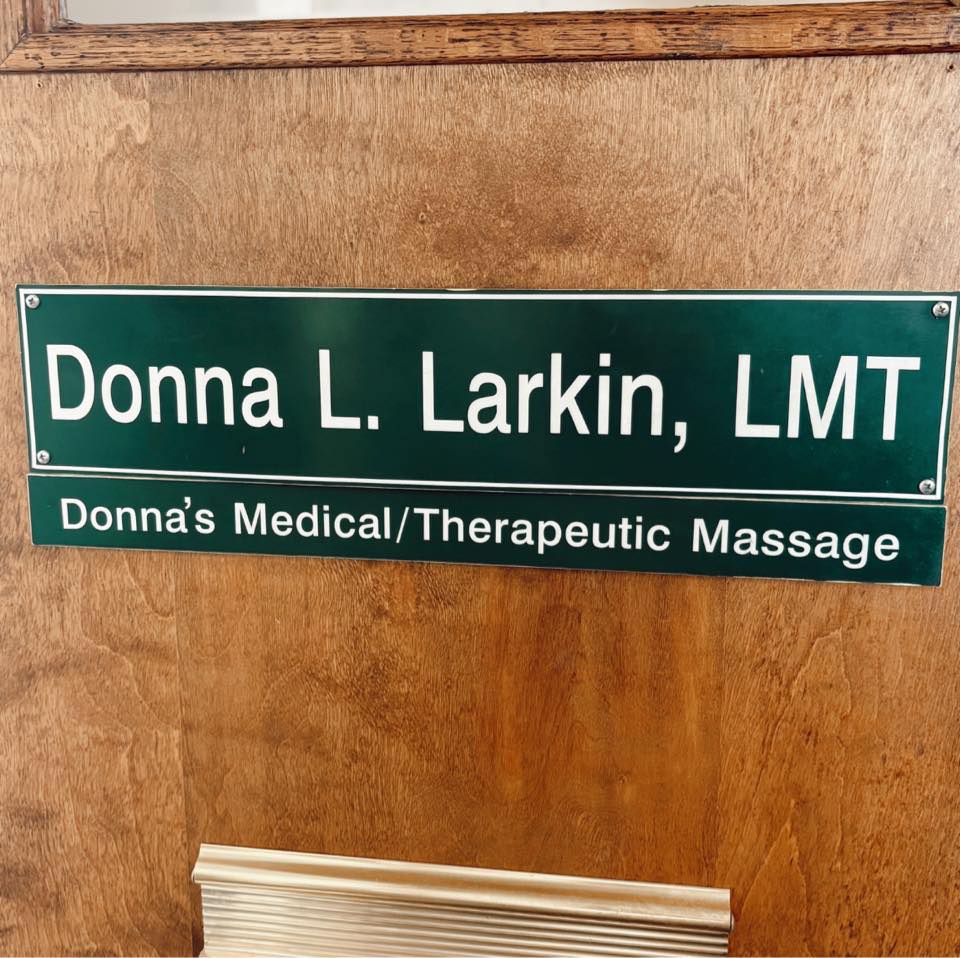 Donna L. Larkin, LMT
Donna's Medical/Therapeutic Massage